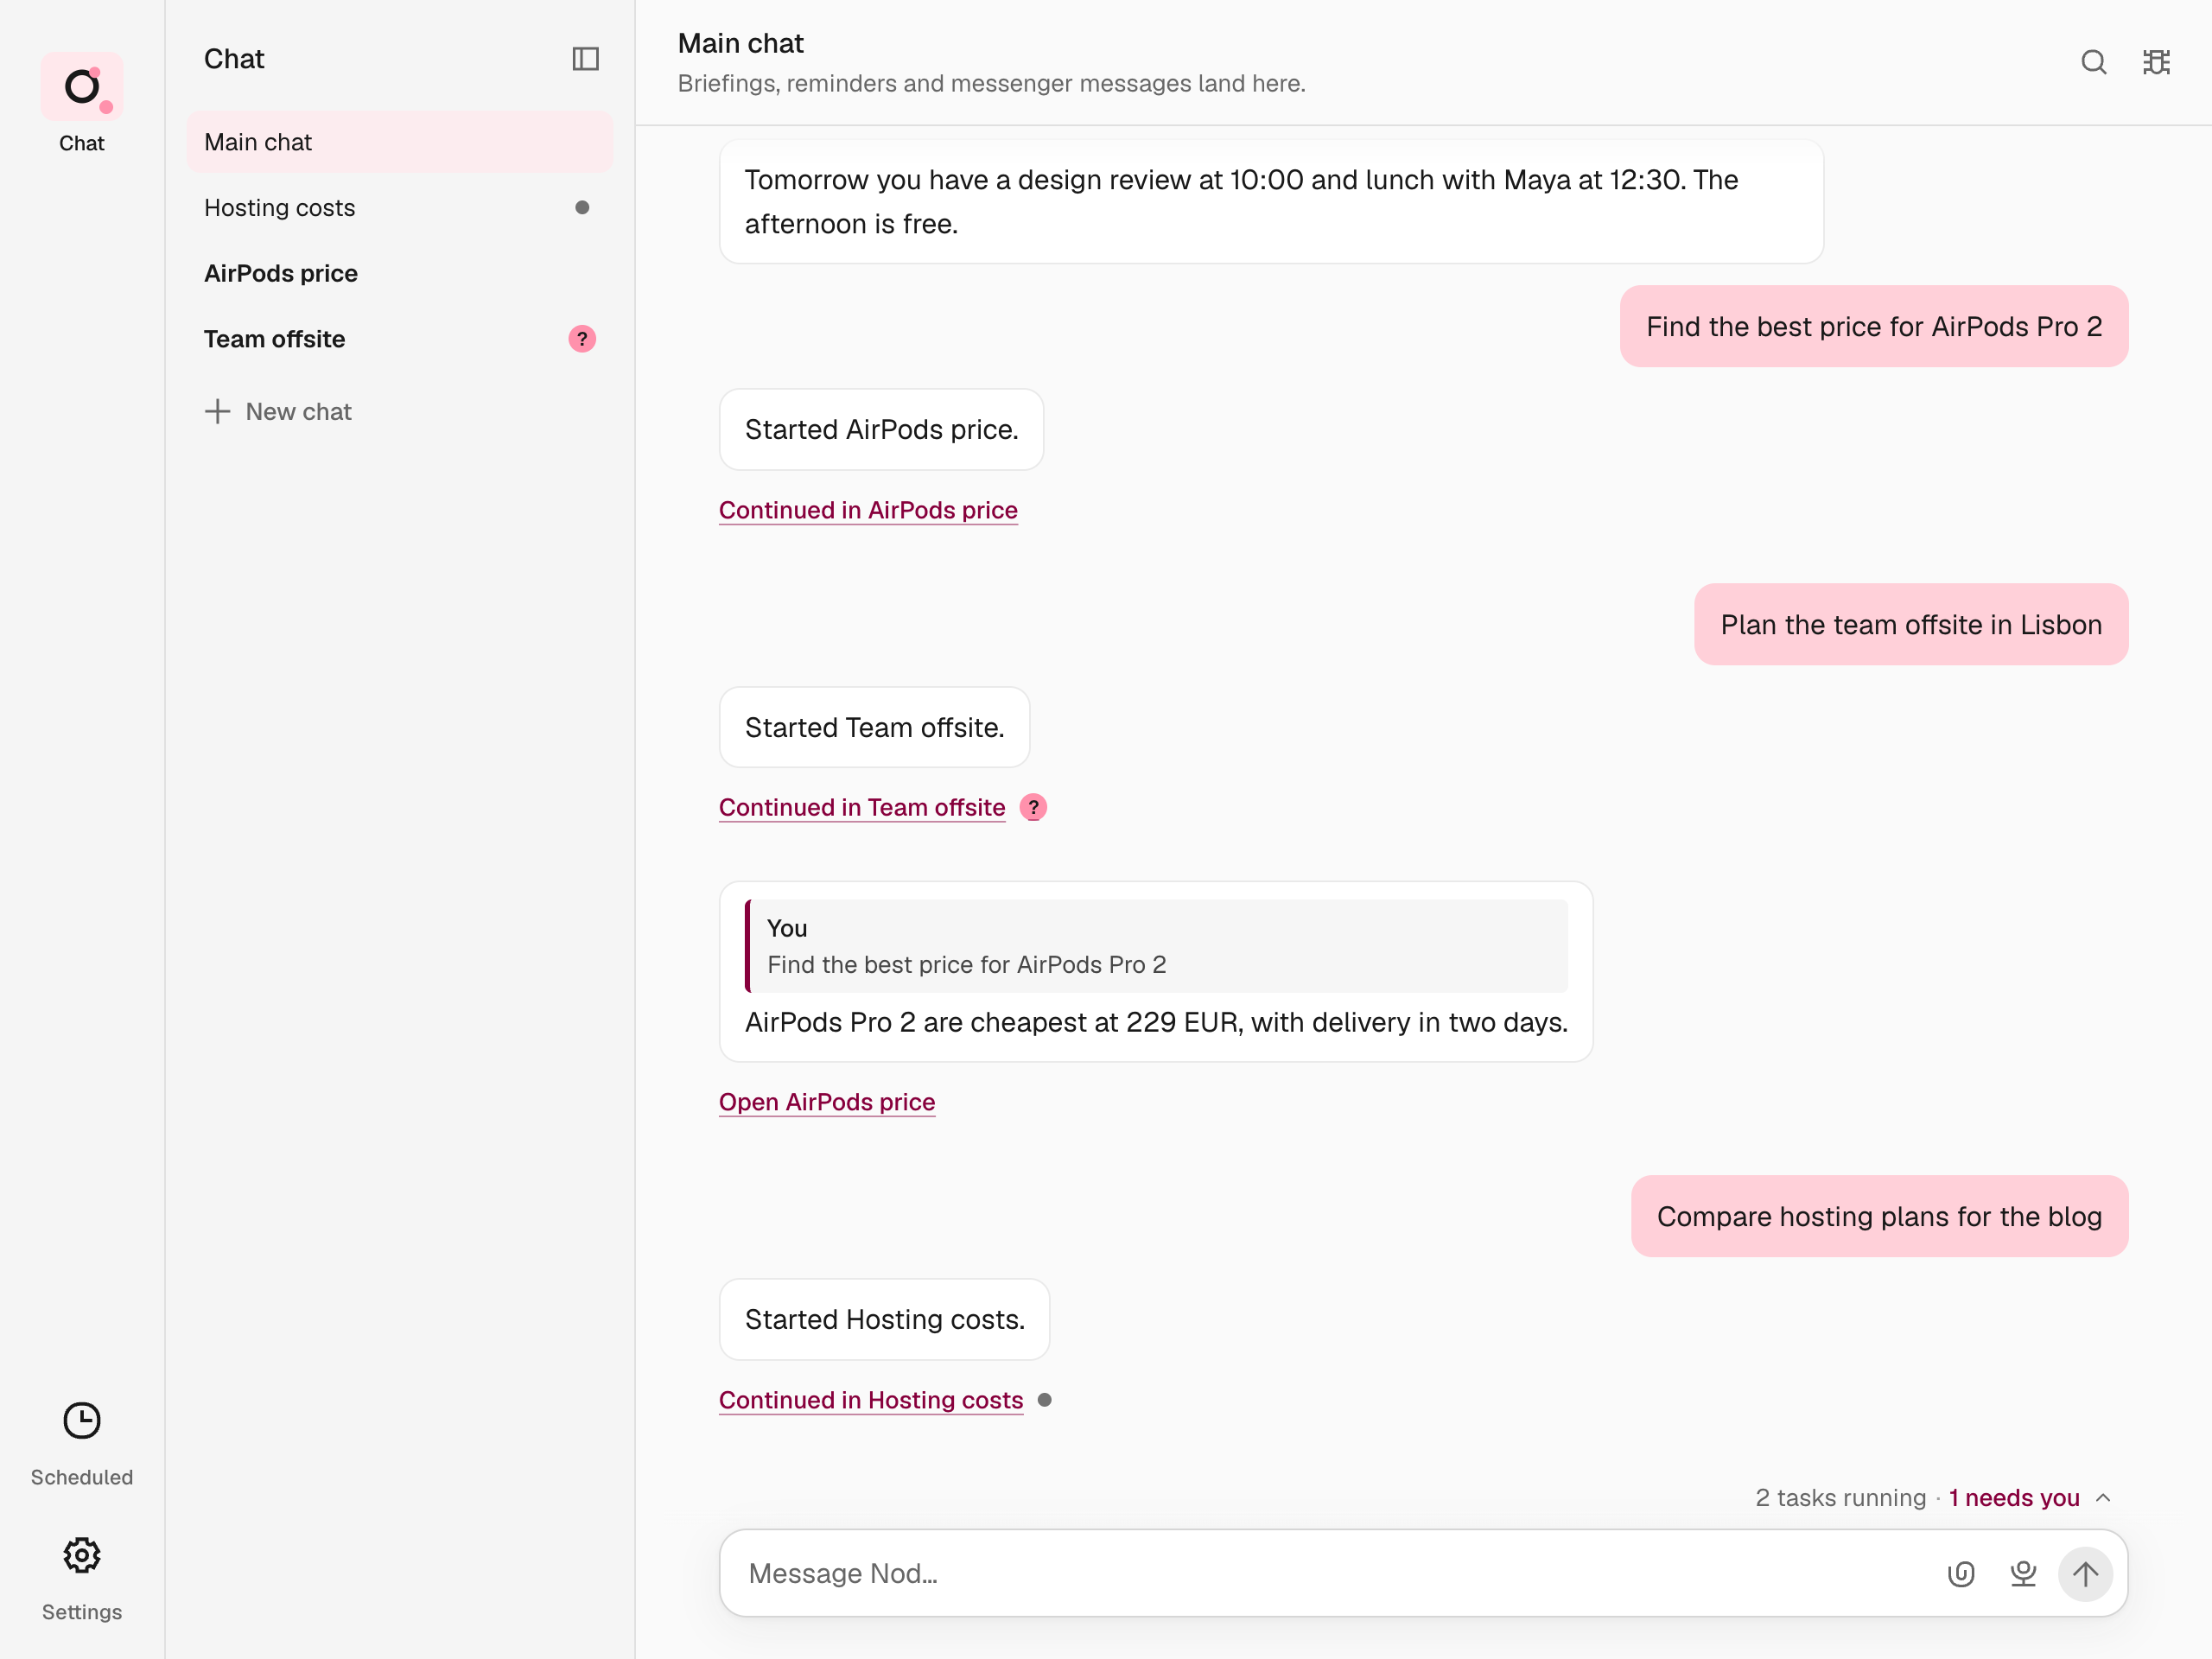 Chat
Scheduled
Settings
Chat
Main chat
Hosting costs
AirPods price
Team offsite
?
New chat
Main chat
Briefings, reminders and messenger messages land here.
Tomorrow you have a design review at 10:00 and lunch with Maya at 12:30. The
afternoon is free.
Find the best price for AirPods Pro 2
Started AirPods price.
Continued in AirPods price
Plan the team offsite in Lisbon
Started Team offsite.
Continued in Team offsite ?
You
Find the best price for AirPods Pro 2
AirPods Pro 2 are cheapest at 229 EUR, with delivery in two days.
Open AirPods price
Compare hosting plans for the blog
Started Hosting costs.
Continued in Hosting costs
2 tasks running · 1 needs you
Message Nod…